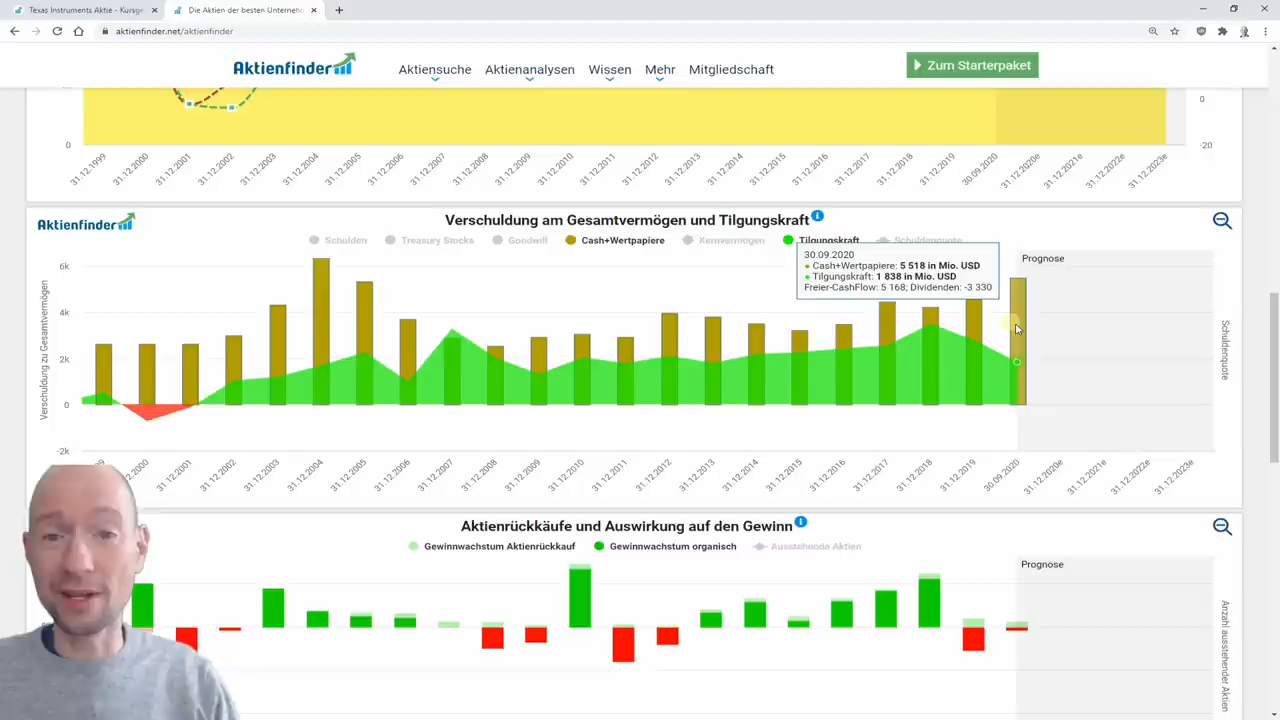 Texas Instruments Aktie - Kursge
Die Aktien der besten Unternehm
aktienfinder.net/aktienfinder
Aktienfinder
Aktiensuche
Aktienanalysen
Wissen
Mehr
Mitgliedschaft
Zum Starterpaket
0
0
-20
31.12.1999
31.12.2000
31.12.2001
31.12.2002
31.12.2003
31.12.2004
31.12.2005
31.12.2006
31.12.2007
31.12.2008
31.12.2009
31.12.2010
31.12.2011
31.12.2012
31.12.2013
31.12.2014
31.12.2015
31.12.2016
31.12.2017
31.12.2018
31.12.2019
30.09.2020
31.12.2020e
31.12.2021e
31.12.2022e
31.12.2023e
Aktienfinder
Verschuldung am Gesamtvermögen und Tilgungskraft
Schulden
Treasury Stocks
Goodwill
Cash+Wertpapiere
Kernvermögen
Tilgungskraft
Schuldenquote
30.09.2020
Cash+Wertpapiere: 5 518 in Mio. USD
Tilgungskraft: 1 838 in Mio. USD
Freier-CashFlow: 5 168; Dividenden: -3 330
Prognose
Verschuldung zu Gesamtvermögen
6k
4k
2k
0
-2k
Schuldenquote
31.12.2000
31.12.2001
31.12.2002
31.12.2003
31.12.2004
31.12.2005
31.12.2006
31.12.2007
31.12.2008
31.12.2009
31.12.2010
31.12.2011
31.12.2012
31.12.2013
31.12.2014
31.12.2015
31.12.2016
31.12.2017
31.12.2018
31.12.2019
30.09.2020
31.12.2020e
31.12.2021e
31.12.2022e
31.12.2023e
Aktienrückkäufe und Auswirkung auf den Gewinn
Gewinnwachstum Aktienrückkauf
Gewinnwachstum organisch
Ausstehende Aktien
Prognose
Anzahl ausstehender Aktien